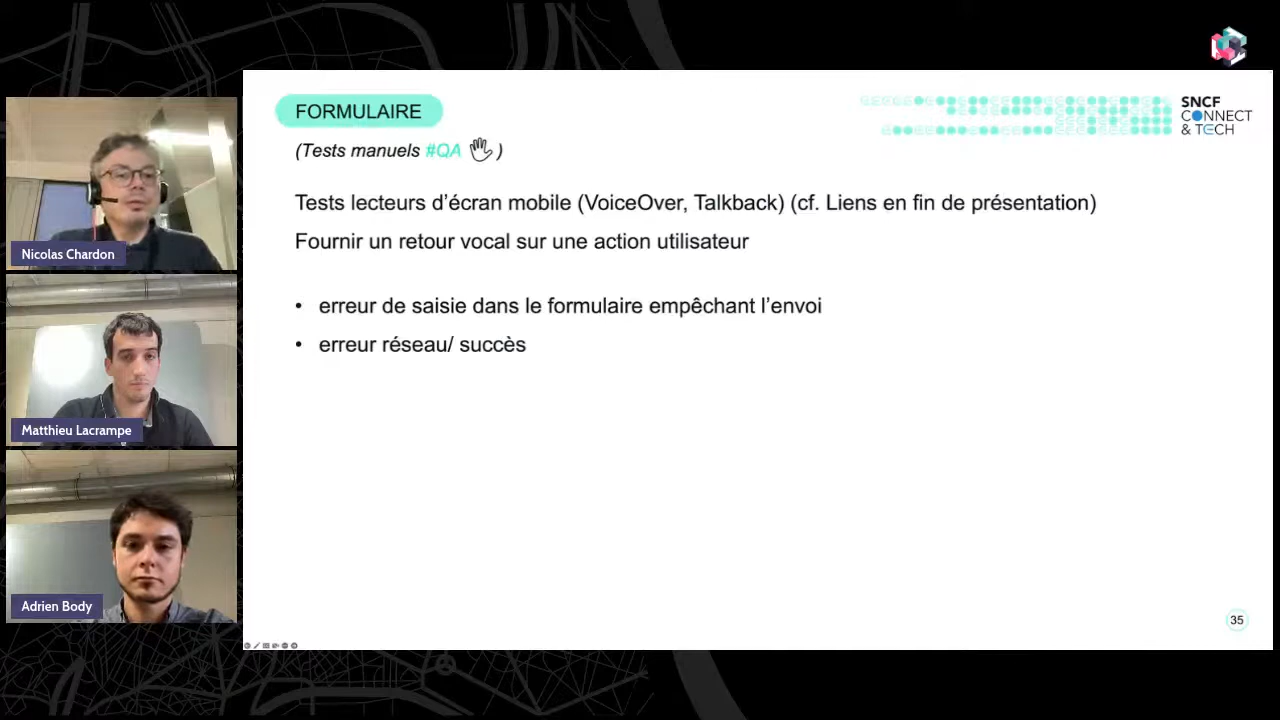 FORMULAIRE
(Tests manuels #QA )
SNCF
CONNECT
& TECH
Tests lecteurs d’écran mobile (VoiceOver, Talkback) (cf. Liens en fin de présentation)
Fournir un retour vocal sur une action utilisateur
• erreur de saisie dans le formulaire empêchant l’envoi
• erreur réseau/ succès
35
Nicolas Chardon
Matthieu Lacrampe
Adrien Body